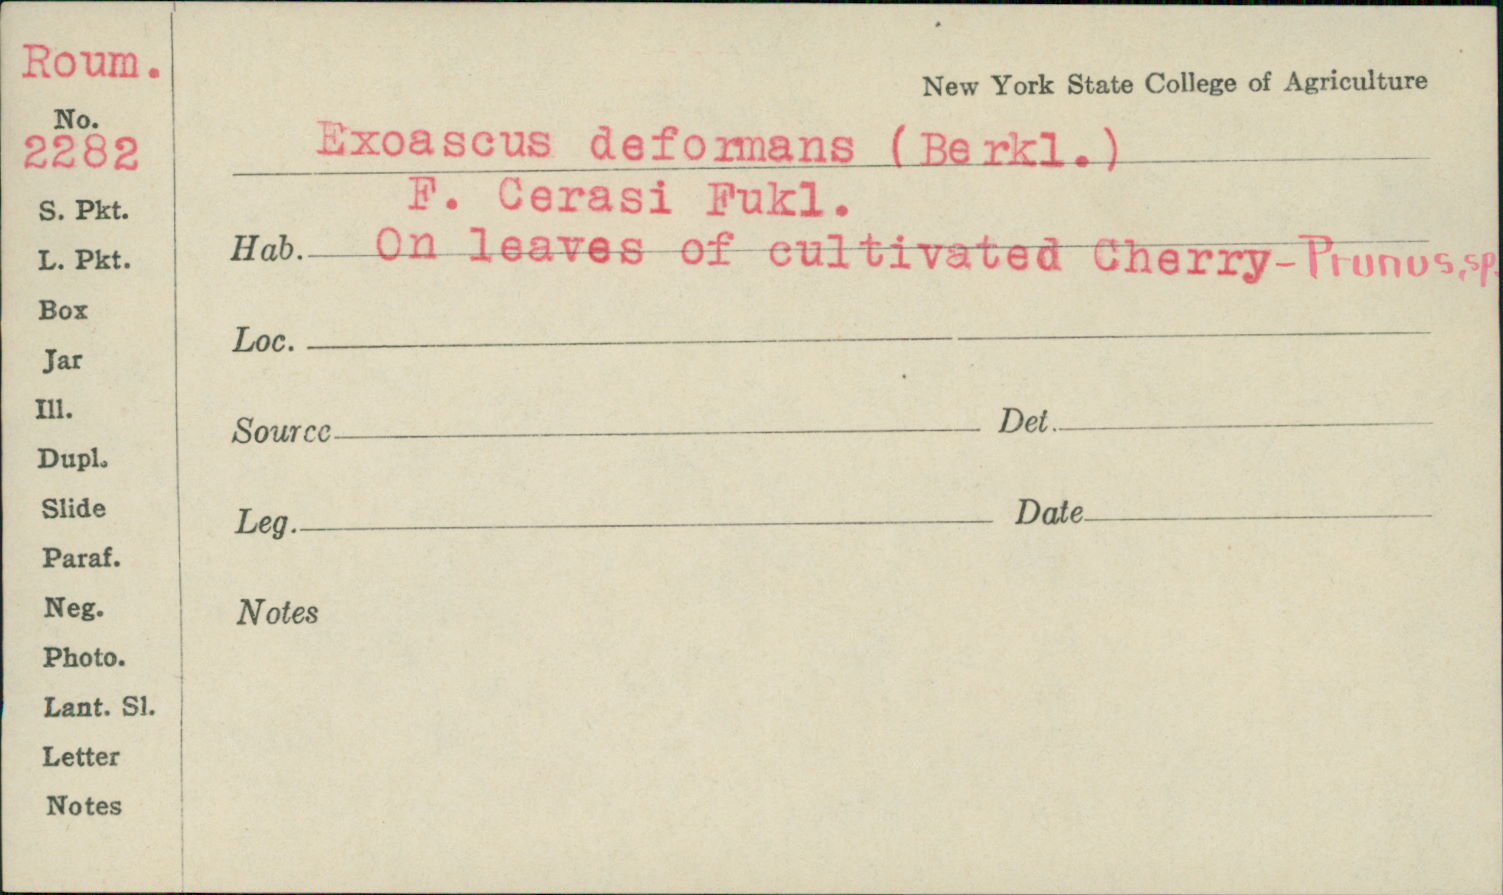 Roum.
No.
2282
S. Pkt.
L. Pkt.
Box
Jar
Ill.
Dupl.
Slide
Paraf.
Neg.
Photo.
Lant. Sl.
Letter
Notes
New York State College of Agriculture
Exoascus deformans (Berkl.)
F. Cerasi Fukl.
Hab. On leaves of cultivated Cherry-Prunus, sp.
Loc.
Source Det.
Leg. Date
Notes